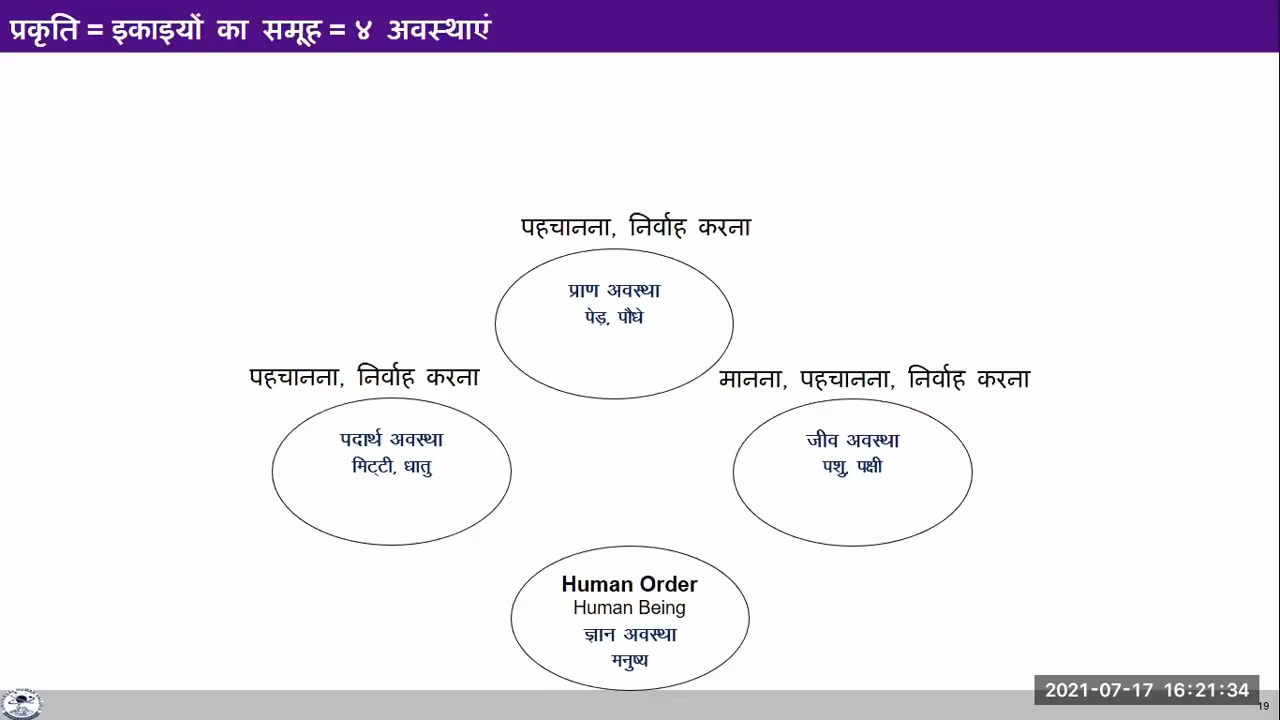 प्रकृति = इकाइयों का समूह = ४ अवस्थाएं
पहचानना, निर्वाह करना
प्राण अवस्था
पेड़, पौधे
पहचानना, निर्वाह करना
पदार्थ अवस्था
मिट्टी, धातु
मानना, पहचानना, निर्वाह करना
जीव अवस्था
पशु, पक्षी
Human Order
Human Being
ज्ञान अवस्था
मनुष्य
2021-07-17 16:21:34
19